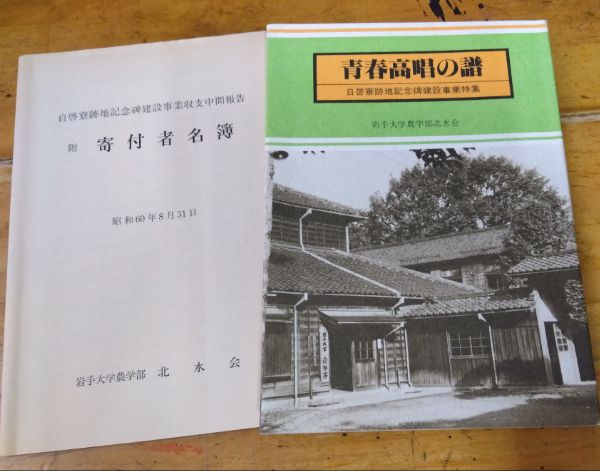 自啓寮跡地記念碑建設事業収支中間報告
附 寄付者名簿
昭和60年8月31日
岩手大学農学部 北水会
青春高唱の譜
自啓寮跡地記念碑建設事業特集
岩手大学農学部北水会